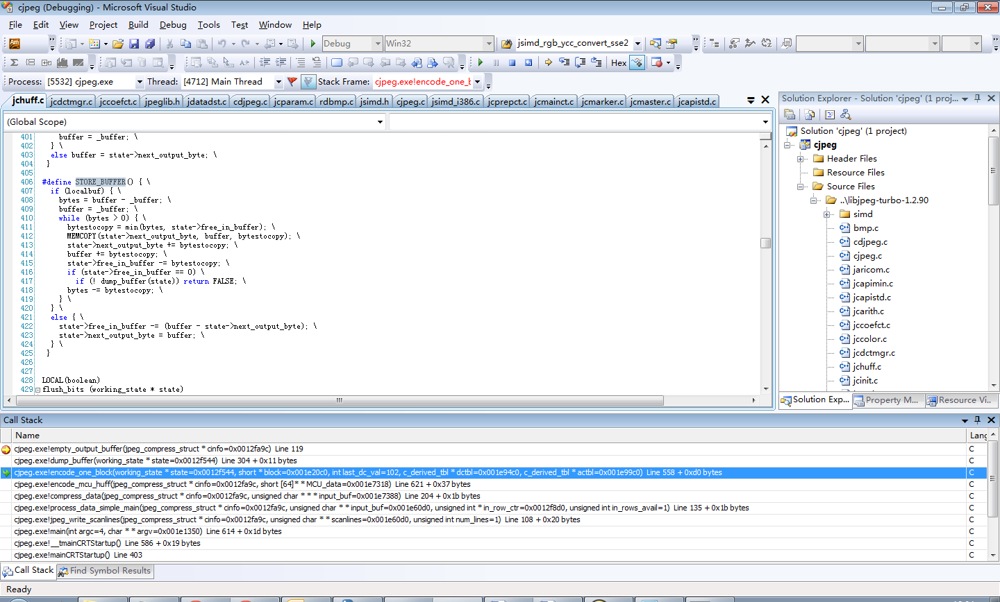 cjpeg (Debugging) - Microsoft Visual Studio
File Edit View Project Build Debug Tools Test Window Help
Am Debug Win32 jsimd_rgb_ycc_convert_sse2
Hex
Process: [5532] cjpeg.exe Thread: [4712] Main Thread Stack Frame: cjpeg.exe!encode_one_b
jchuff.c jcdctmgr.c jccoefct.c jpeglib.h jdatadst.c cdjpeg.c jcparam.c rdbmp.c jsimd.h cjpeg.c jsimd_i386.c jcprepct.c jcmainct.c jcmarker.c jcmaster.c jcapistd.c
(Global Scope)
401 buffer = _buffer; \
402 } \
403 else buffer = state->next_output_byte; \
404 }
405
406 #define STORE_BUFFER() { \
407 if (localbuf) { \
408 bytes = buffer - _buffer; \
409 buffer = _buffer; \
410 while (bytes > 0) { \
411 bytestocopy = min(bytes, state->free_in_buffer); \
412 MEMCOPY(state->next_output_byte, buffer, bytestocopy); \
413 state->next_output_byte += bytestocopy; \
414 buffer += bytestocopy; \
415 state->free_in_buffer -= bytestocopy; \
416 if (state->free_in_buffer == 0) \
417 if (! dump_buffer(state)) return FALSE; \
418 bytes -= bytestocopy; \
419 } \
420 } \
421 else { \
422 state->free_in_buffer -= (buffer - state->next_output_byte); \
423 state->next_output_byte = buffer; \
424 } \
425 }
426
427
428 LOCAL(boolean)
429 flush_bits (working_state * state)
Solution Explorer - Solution 'cjpeg' (1 proj...
Solution 'cjpeg' (1 project)
cjpeg
Header Files
Resource Files
Source Files
..\libjpeg-turbo-1.2.90
simd
bmp.c
cdjpeg.c
cjpeg.c
jaricom.c
jcapimin.c
jcapistd.c
jcarith.c
jccoefct.c
jccolor.c
jcdctmgr.c
jchuff.c
jcinit.c
Solution Exp... Property M... Resource Vi...
Call Stack
Name Lang
cjpeg.exe!empty_output_buffer(jpeg_compress_struct * cinfo=0x0012fa9c) Line 119 C
cjpeg.exe!dump_buffer(working_state * state=0x0012f544) Line 304 + 0x11 bytes C
cjpeg.exe!encode_one_block(working_state * state=0x0012f544, short * block=0x001e20c0, int last_dc_val=102, c_derived_tbl * dctbl=0x001e94c0, c_derived_tbl * actbl=0x001e99c0) Line 558 + 0xd0 bytes C
cjpeg.exe!encode_mcu_huff(jpeg_compress_struct * cinfo=0x0012fa9c, short [64]* * MCU_data=0x001e7318) Line 621 + 0x37 bytes C
cjpeg.exe!compress_data(jpeg_compress_struct * cinfo=0x0012fa9c, unsigned char * * * input_buf=0x001e7388) Line 204 + 0x1b bytes C
cjpeg.exe!process_data_simple_main(jpeg_compress_struct * cinfo=0x0012fa9c, unsigned char * * input_buf=0x001e60d0, unsigned int * in_row_ctr=0x0012f8d0, unsigned int in_rows_avail=1) Line 135 + 0x1b bytes C
cjpeg.exe!jpeg_write_scanlines(jpeg_compress_struct * cinfo=0x0012fa9c, unsigned char * * scanlines=0x001e60d0, unsigned int num_lines=1) Line 108 + 0x20 bytes C
cjpeg.exe!main(int argc=4, char * * argv=0x001e1350) Line 614 + 0x1d bytes C
cjpeg.exe!__tmainCRTStartup() Line 586 + 0x19 bytes C
cjpeg.exe!mainCRTStartup() Line 403 C
Call Stack Find Symbol Results
Ready